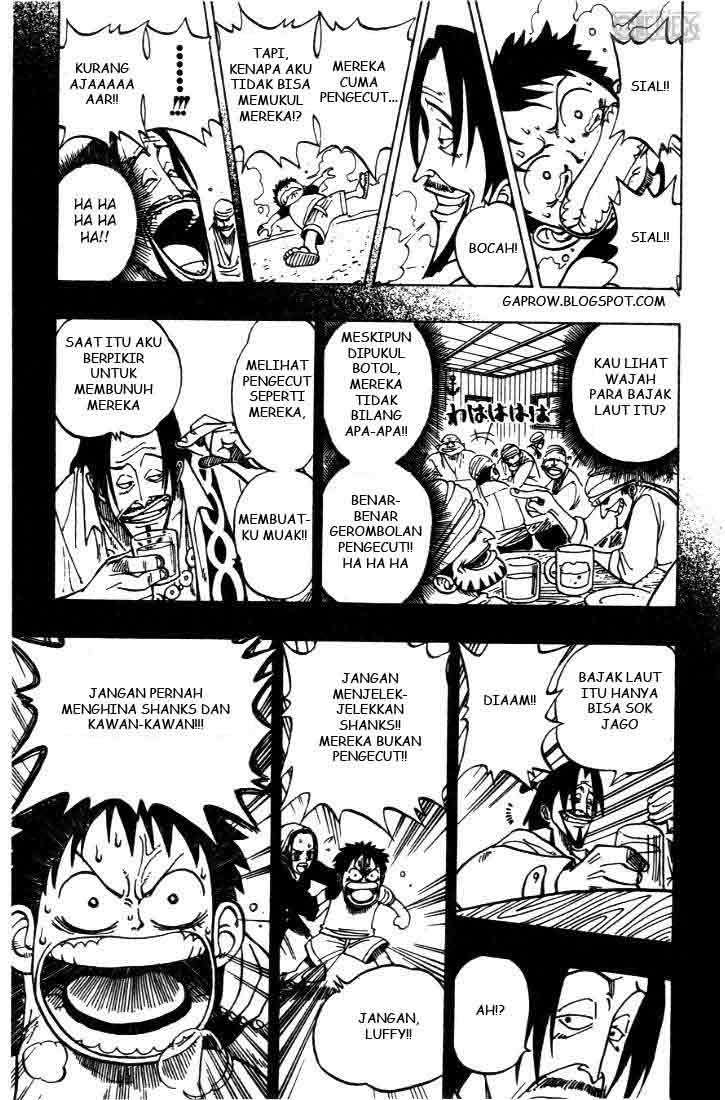 SIAL!!
SIAL!!
BOCAH!
MEREKA
CUMA
PENGECUT...
TAPI,
KENAPA AKU
TIDAK BISA
MEMUKUL
MEREKA!?
......!!!
KURANG
AJAAAAA
AAR!!
HA HA
HA HA
HA HA
HA!!
GAPROW.BLOGSPOT.COM
KAU LIHAT
WAJAH
PARA BAJAK
LAUT ITU?
わはははは
MESKIPUN
DIPUKUL
BOTOL,
MEREKA
TIDAK
BILANG
APA-APA!!
BENAR-
BENAR
GEROMBOLAN
PENGECUT!!
HA HA HA
MELIHAT
PENGECUT
SEPERTI
MEREKA,
MEMBUAT-
KU MUAK!!
SAAT ITU AKU
BERPIKIR
UNTUK
MEMBUNUH
MEREKA
BAJAK LAUT
ITU HANYA
BISA SOK
JAGO
DIAAM!!
AH!?
JANGAN
MENJELEK-
JELEKKAN
SHANKS!!
MEREKA BUKAN
PENGECUT!!
JANGAN,
LUFFY!!
JANGAN PERNAH
MENGHINA SHANKS DAN
KAWAN-KAWAN!!!